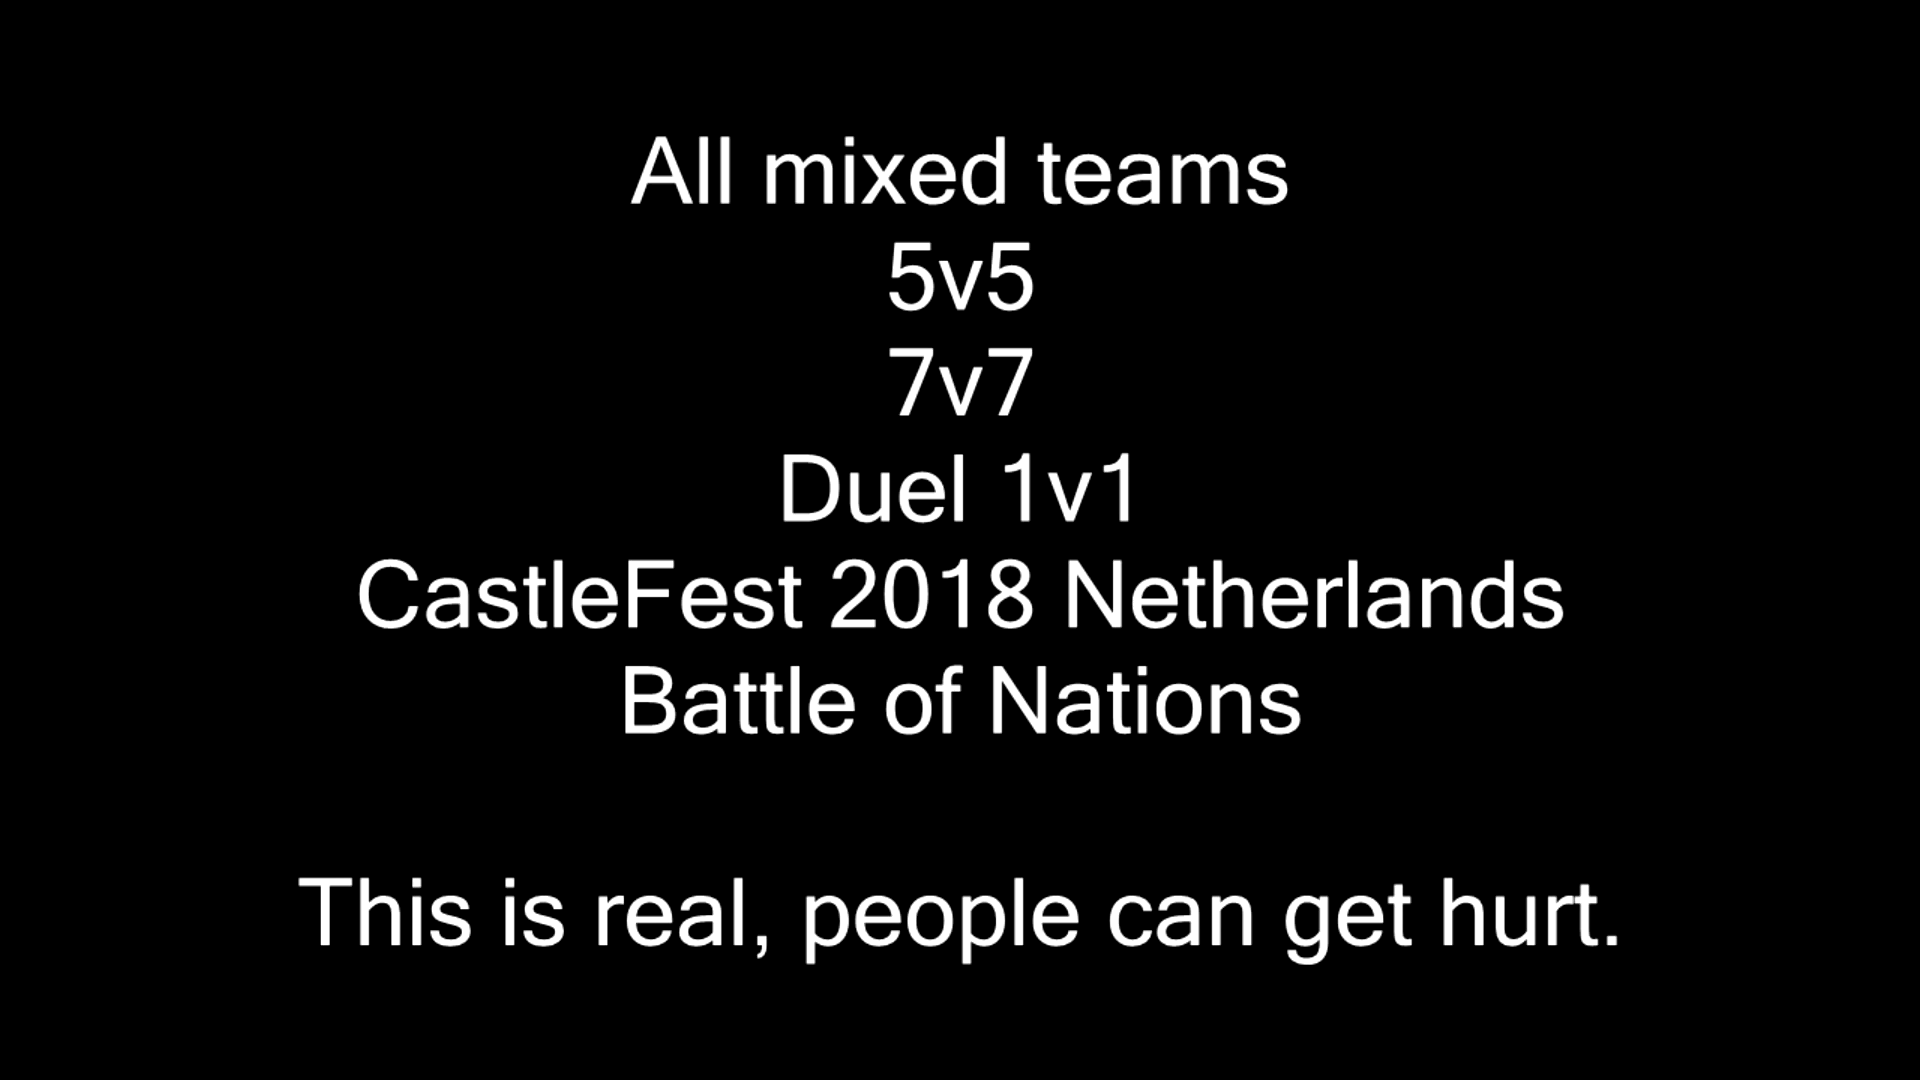 All mixed teams
5v5
7v7
Duel 1v1
CastleFest 2018 Netherlands
Battle of Nations
This is real, people can get hurt.